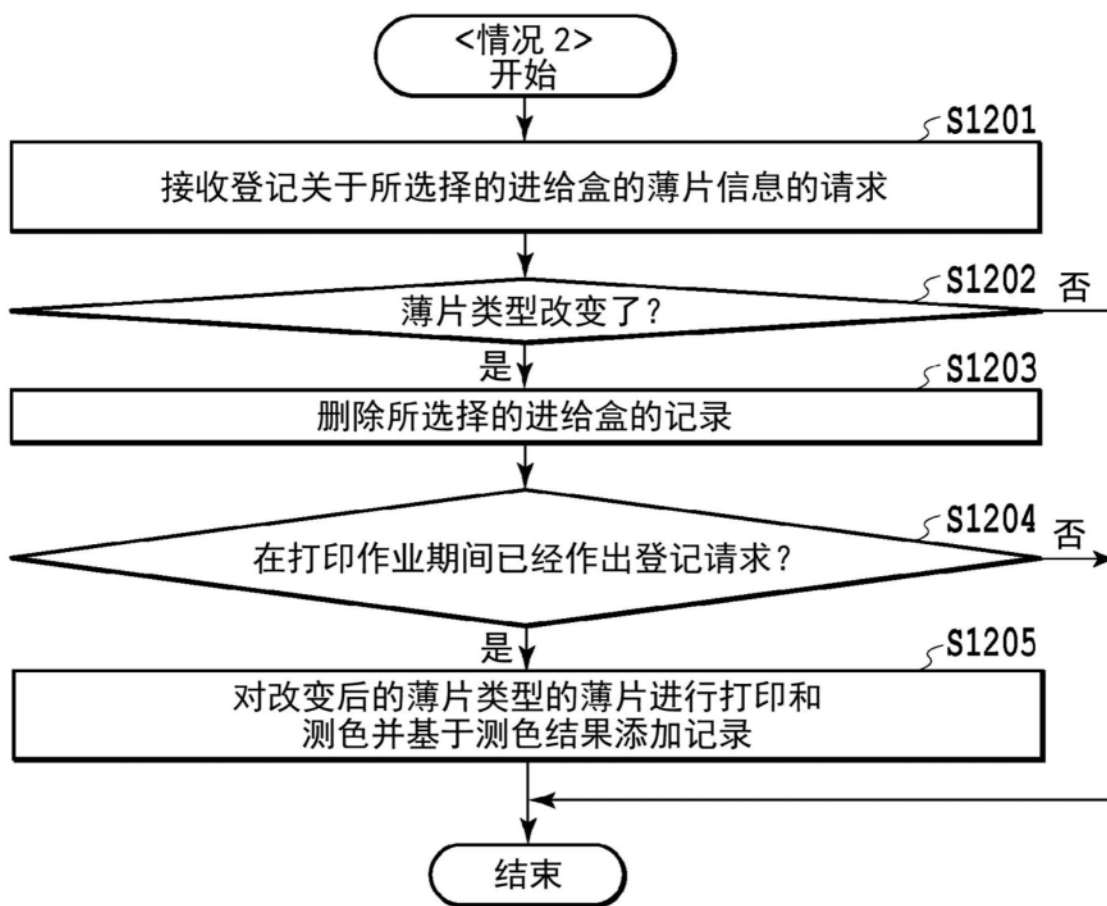 <情况 2>
开始
S1201
接收登记关于所选择的进给盒的薄片信息的请求
S1202
否
薄片类型改变了?
是
S1203
删除所选择的进给盒的记录
S1204
否
在打印作业期间已经作出登记请求?
是
S1205
对改变后的薄片类型的薄片进行打印和
测色并基于测色结果添加记录
结束